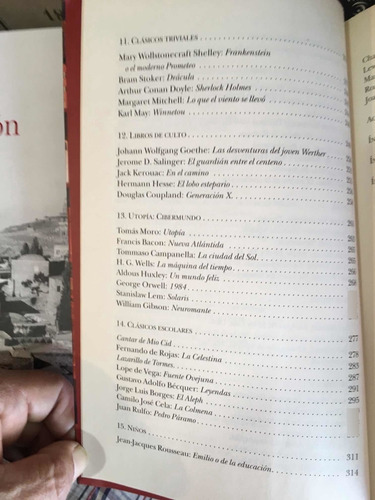 on
11. CLÁSICOS TRIVIALES
Mary Wollstonecraft Shelley: Frankenstein
o el moderno Prometeo
Bram Stoker: Drácula
Arthur Conan Doyle: Sherlock Holmes
Margaret Mitchell: Lo que el viento se llevó
Karl May: Winnetou
12. LIBROS DE CULTO
Johann Wolfgang Goethe: Las desventuras del joven Werther
Jerome D. Salinger: El guardián entre el centeno
Jack Kerouac: En el camino
Hermann Hesse: El lobo estepario
Douglas Coupland: Generación X.
13. UTOPÍA: CIBERMUNDO
Tomás Moro: Utopía
Francis Bacon: Nueva Atlántida
Tommaso Campanella: La ciudad del Sol.
H. G. Wells: La máquina del tiempo
Aldous Huxley: Un mundo feliz
George Orwell: 1984
Stanislaw Lem: Solaris
William Gibson: Neuromante
14. CLÁSICOS ESCOLARES 277
Cantar de Mio Cid
Fernando de Rojas: La Celestina 278
Lazarillo de Tormes. 283
Lope de Vega: Fuente Ovejuna 287
Gustavo Adolfo Bécquer: Leyendas 291
Jorge Luis Borges: El Aleph 295
Camilo José Cela: La Colmena
Juan Rulfo: Pedro Páramo
15. NIÑOS 311
Jean-Jacques Rousseau: Emilio o de la educación. 314